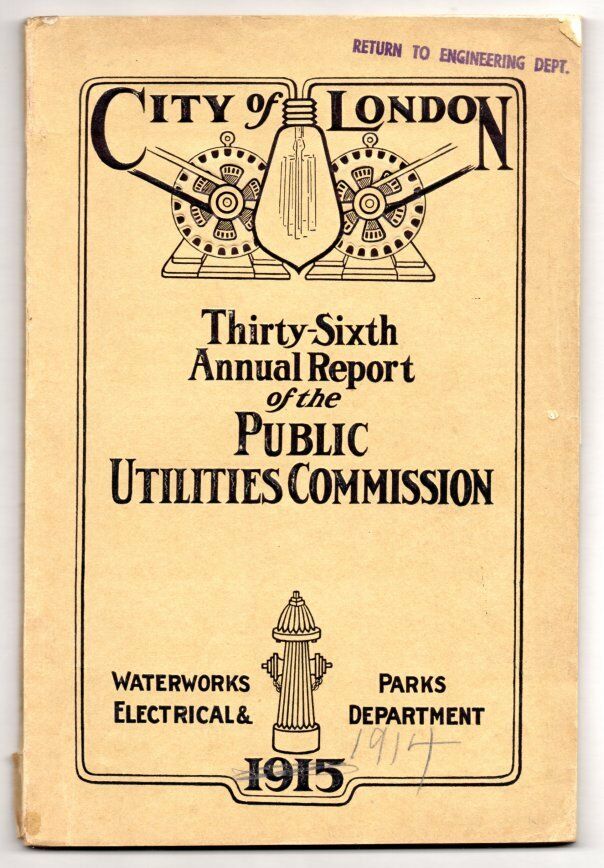 RETURN TO ENGINEERING DEPT.
CITY of LONDON
Thirty-Sixth
Annual Report
of the
PUBLIC
UTILITIES COMMISSION
WATERWORKS PARKS
ELECTRICAL & DEPARTMENT
1914
1915